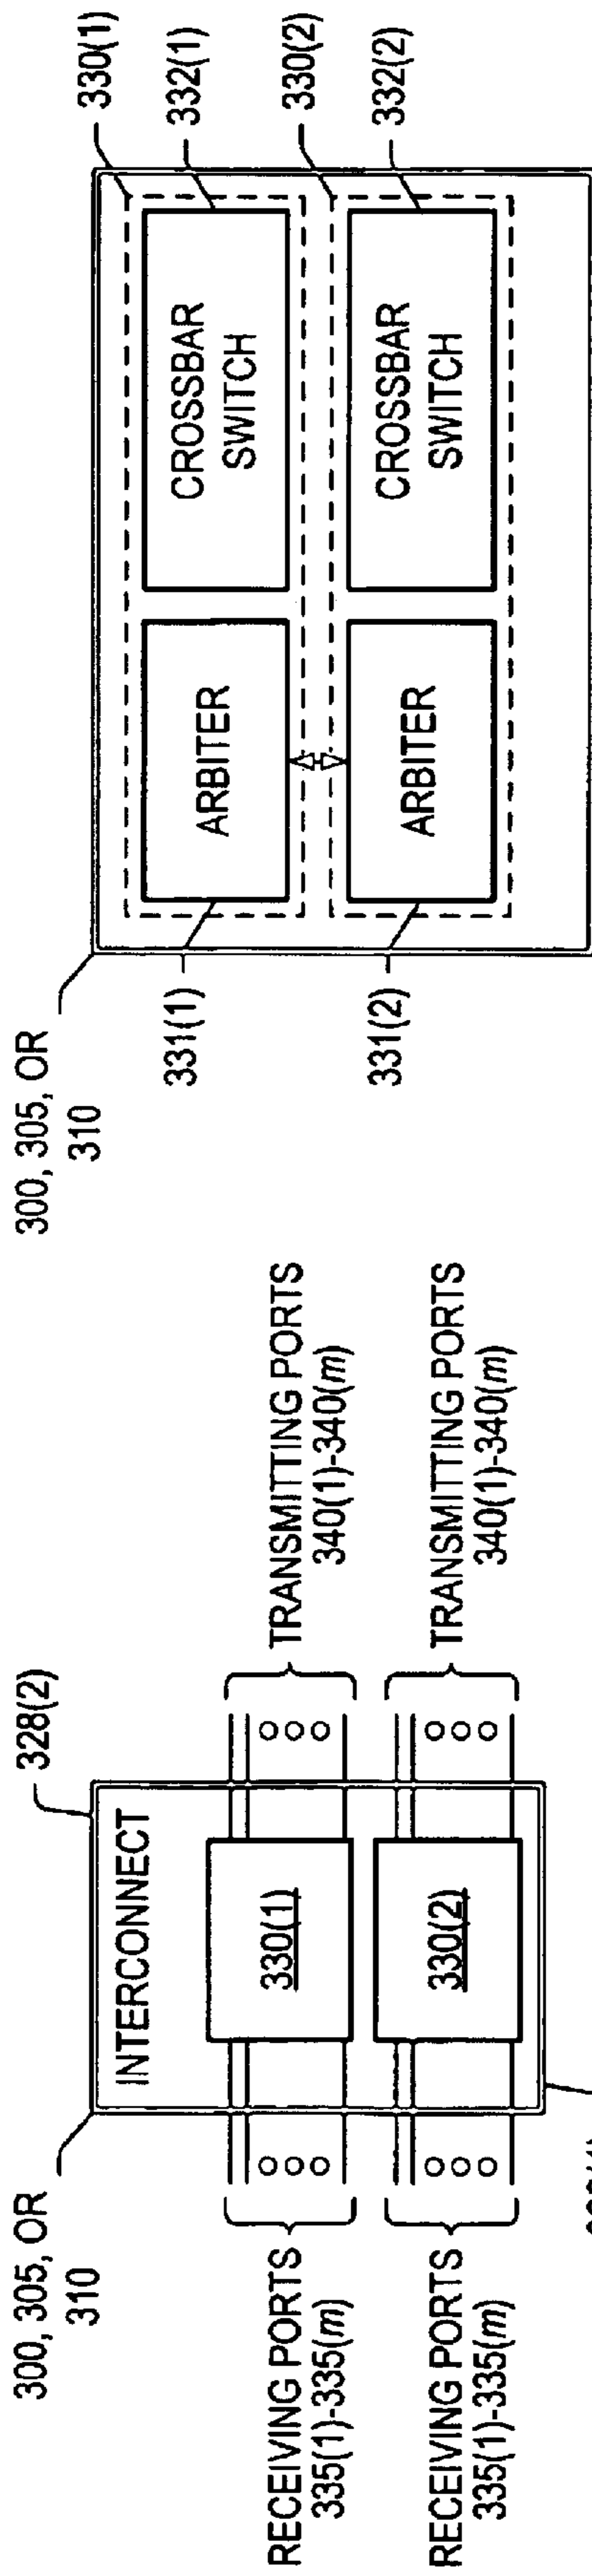 300, 305, OR
310
INTERCONNECT
328(2)
330(1)
330(2)
RECEIVING PORTS
335(1)-335(m)
RECEIVING PORTS
335(1)-335(m)
TRANSMITTING PORTS
340(1)-340(m)
TRANSMITTING PORTS
340(1)-340(m)
300, 305, OR
310
331(1)
331(2)
ARBITER
CROSSBAR
SWITCH
ARBITER
CROSSBAR
SWITCH
330(1)
332(1)
330(2)
332(2)